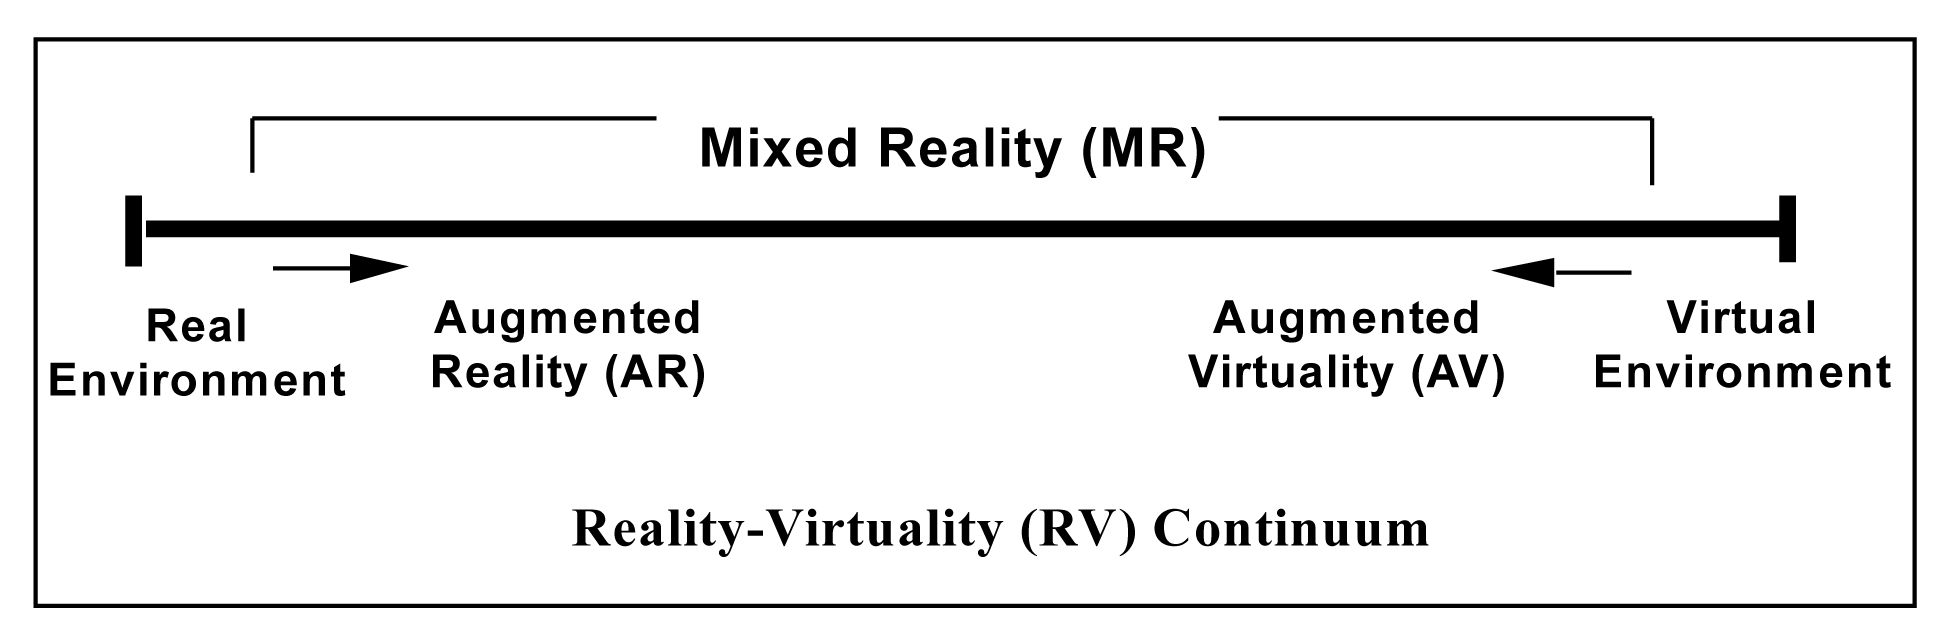 Mixed Reality (MR)
Real
Environment
Augmented
Reality (AR)
Augmented
Virtuality (AV)
Virtual
Environment
Reality-Virtuality (RV) Continuum